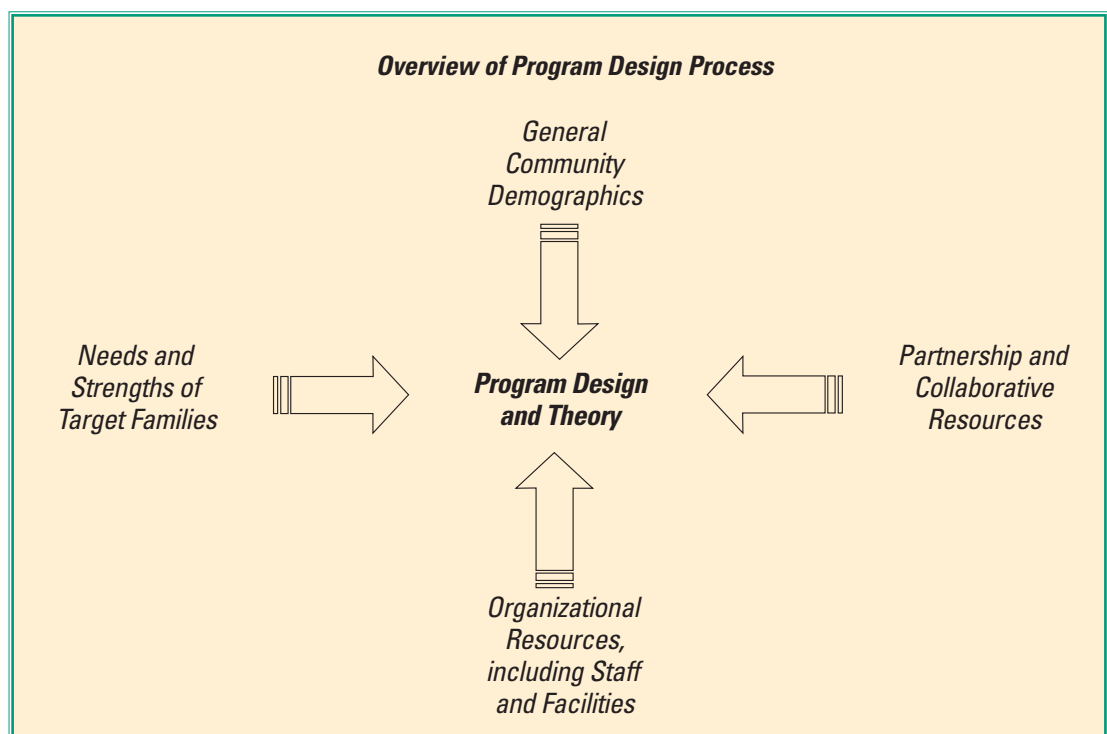 Overview of Program Design Process
General
Community
Demographics
Needs and
Strengths of
Target Families
Program Design
and Theory
Partnership and
Collaborative
Resources
Organizational
Resources,
including Staff
and Facilities